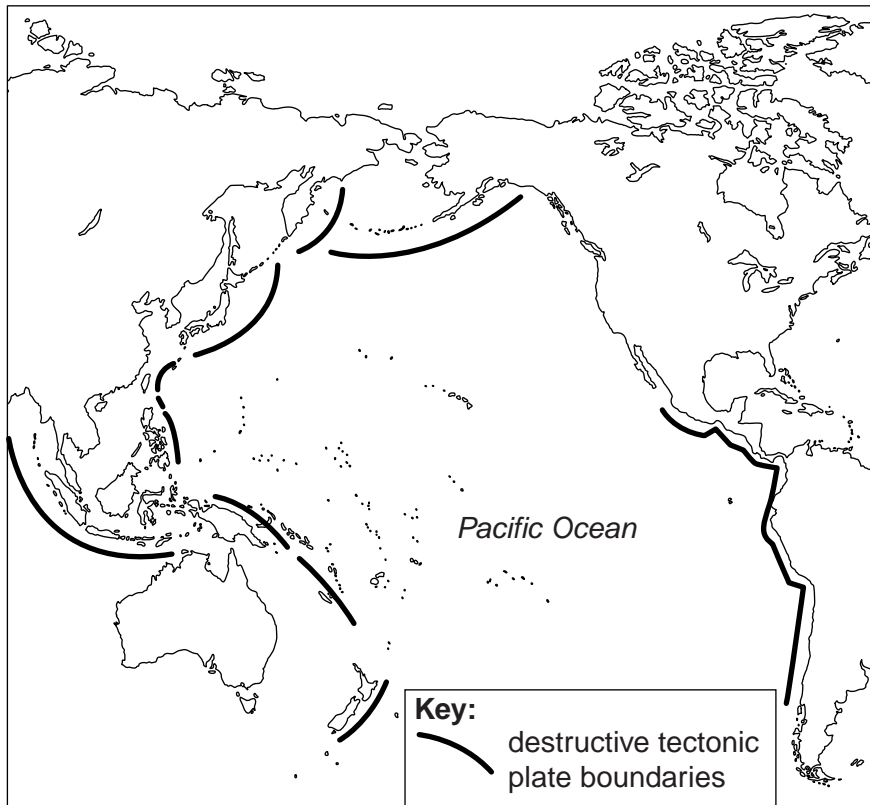 Pacific Ocean
Key:
destructive tectonic
plate boundaries